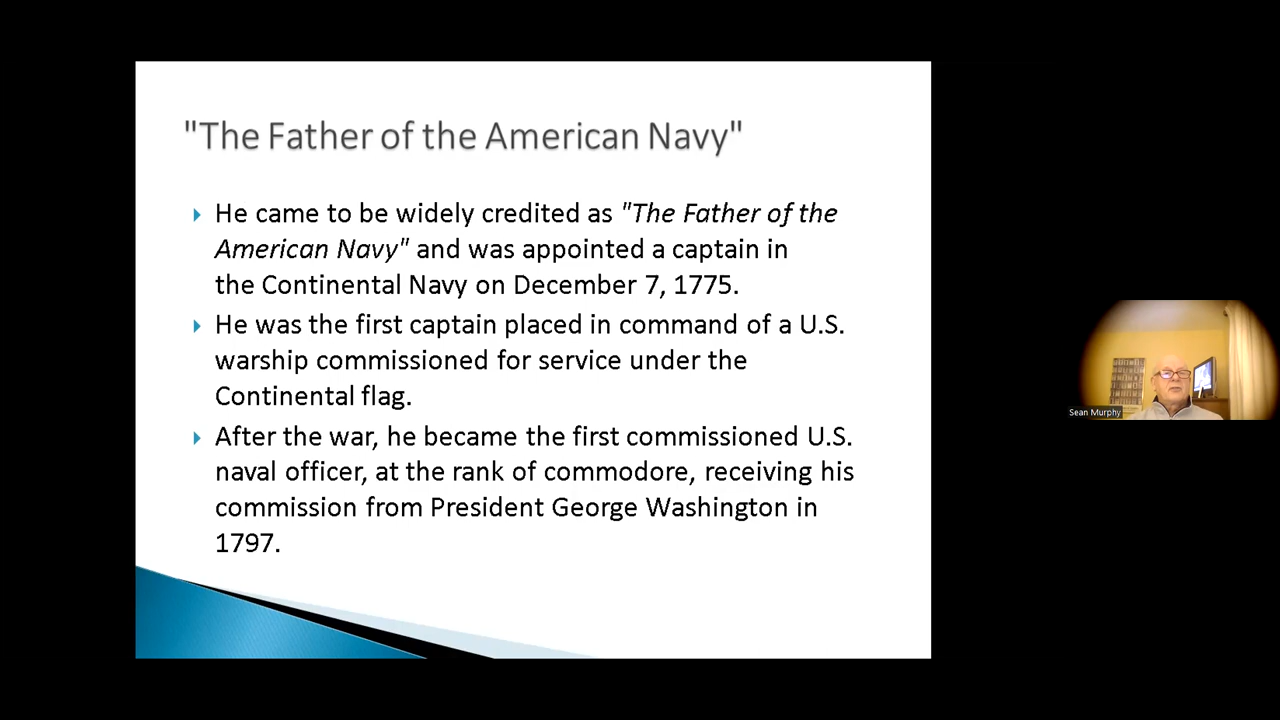 "The Father of the American Navy"
He came to be widely credited as "The Father of the
American Navy" and was appointed a captain in
the Continental Navy on December 7, 1775.
He was the first captain placed in command of a U.S.
warship commissioned for service under the
Continental flag.
After the war, he became the first commissioned U.S.
naval officer, at the rank of commodore, receiving his
commission from President George Washington in
1797.
Sean Murphy